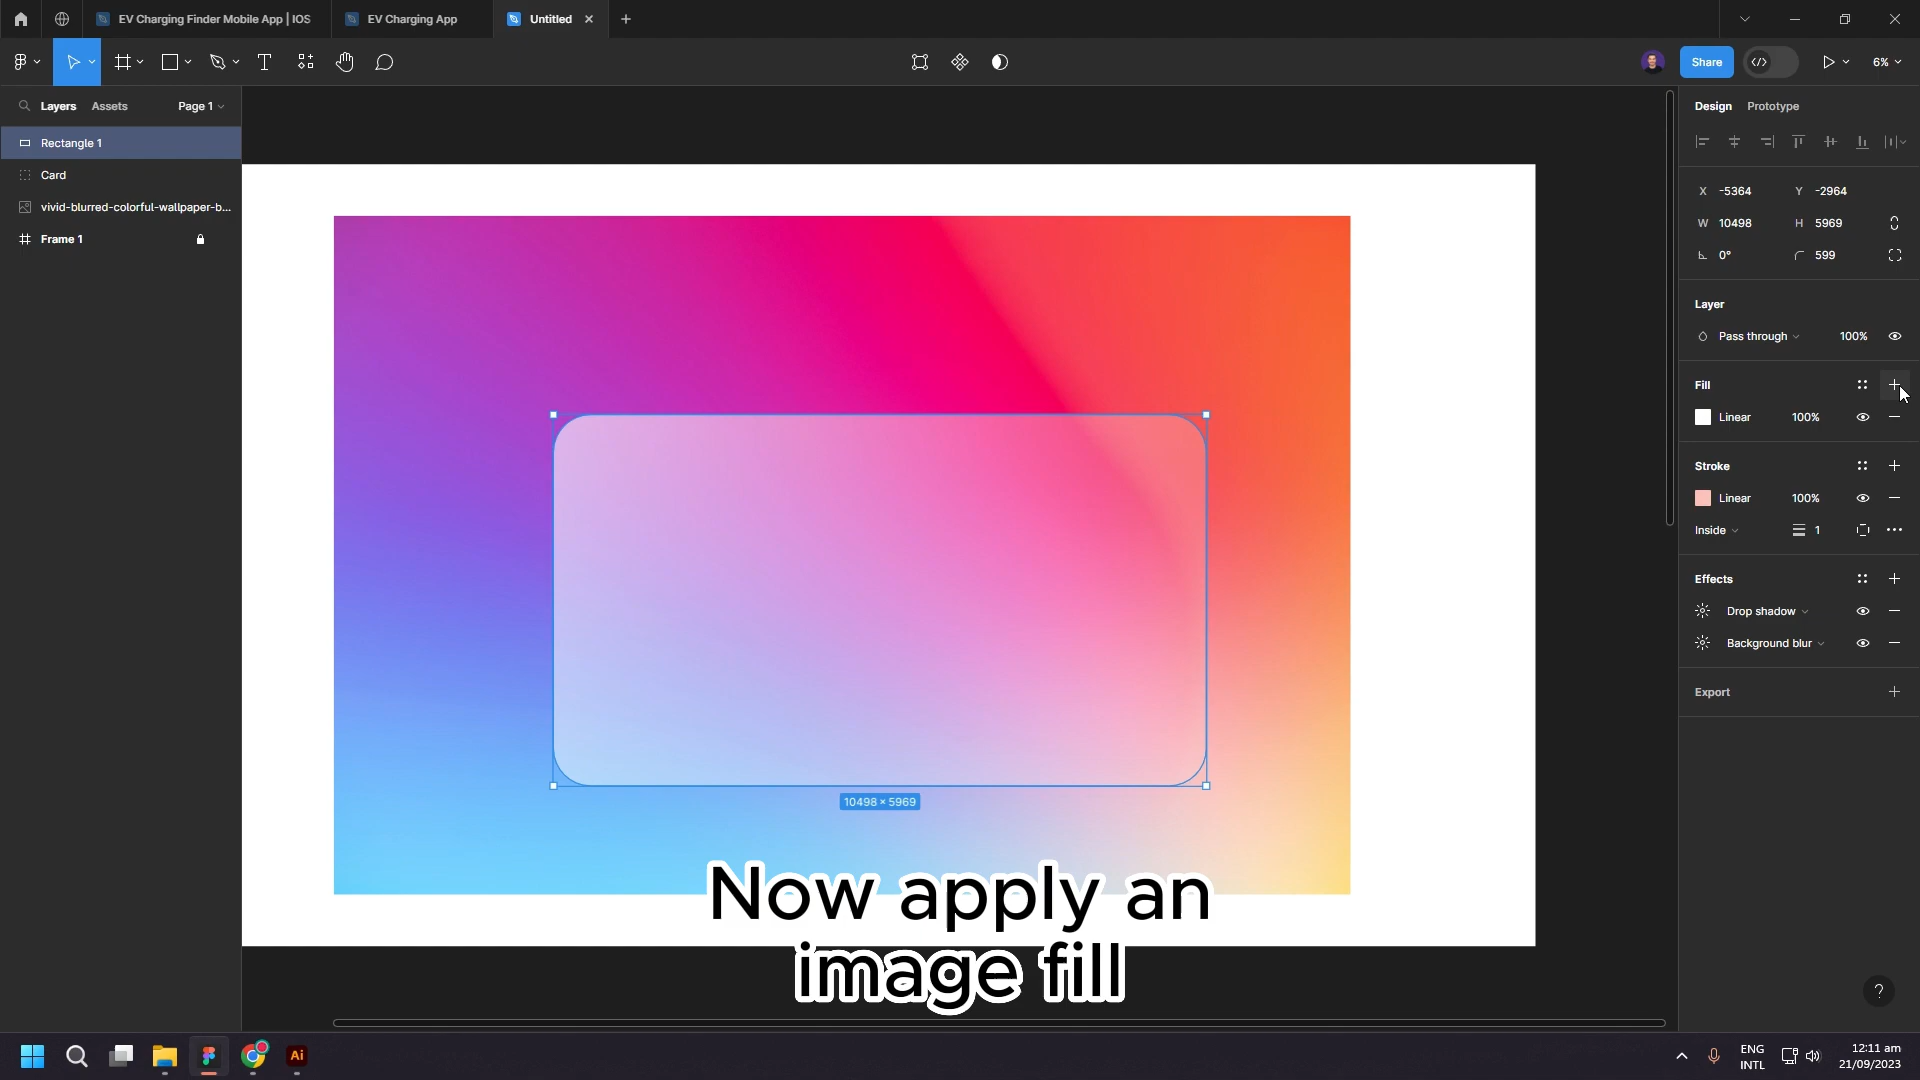 EV Charging Finder Mobile App | IOS
EV Charging App
Untitled
Share
6%
Layers
Assets
Page 1
Design
Prototype
Rectangle 1
Card
vivid-blurred-colorful-wallpaper-b...
Frame 1
X -5364 Y -2964
W 10498 H 5969
0° 599
Layer
Pass through 100%
Fill
Linear 100%
Stroke
Linear 100%
Inside 1
Effects
Drop shadow
Background blur
Export
10498 × 5969
Now apply an
image fill
?
Ai
ENG
INTL
12:11 am
21/09/2023